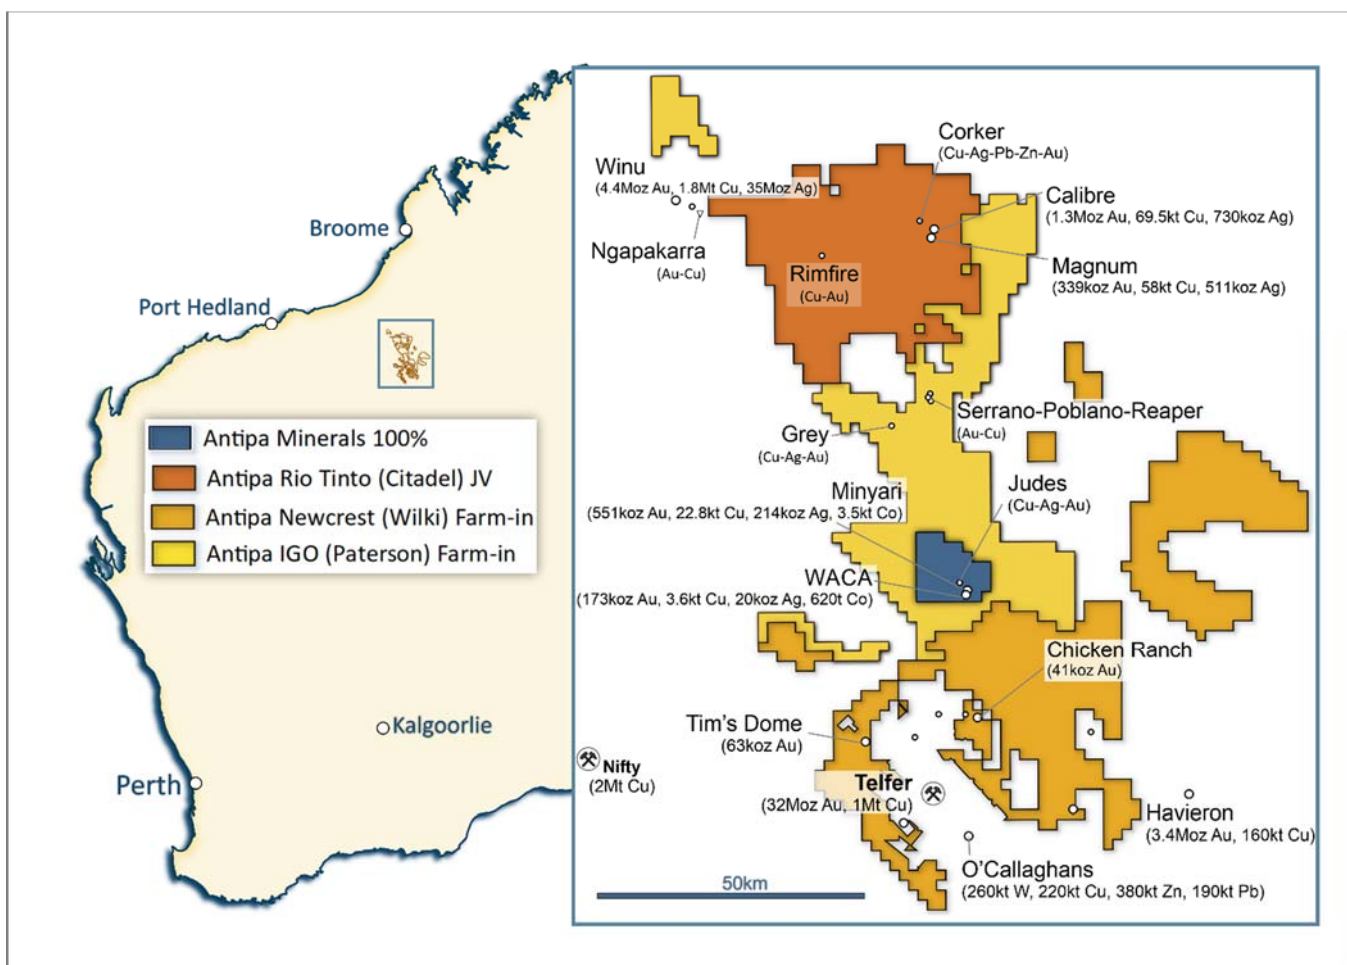 Broome
Port Hedland
Antipa Minerals 100%
Antipa Rio Tinto (Citadel) JV
Antipa Newcrest (Wilki) Farm-in
Antipa IGO (Paterson) Farm-in
Kalgoorlie
Perth
Corker
(Cu-Ag-Pb-Zn-Au)
Winu
(4.4Moz Au, 1.8Mt Cu, 35Moz Ag)
Calibre
(1.3Moz Au, 69.5kt Cu, 730koz Ag)
Ngapakarra
(Au-Cu)
Rimfire
(Cu-Au)
Magnum
(339koz Au, 58kt Cu, 511koz Ag)
Serrano-Poblano-Reaper
(Au-Cu)
Grey
(Cu-Ag-Au)
Judes
(Cu-Ag-Au)
Minyari
(551koz Au, 22.8kt Cu, 214koz Ag, 3.5kt Co)
WACA
(173koz Au, 3.6kt Cu, 20koz Ag, 620t Co)
Chicken Ranch
(41koz Au)
Tim's Dome
(63koz Au)
Nifty
(2Mt Cu)
Telfer
(32Moz Au, 1Mt Cu)
Havieron
(3.4Moz Au, 160kt Cu)
O'Callaghans
(260kt W, 220kt Cu, 380kt Zn, 190kt Pb)
50km